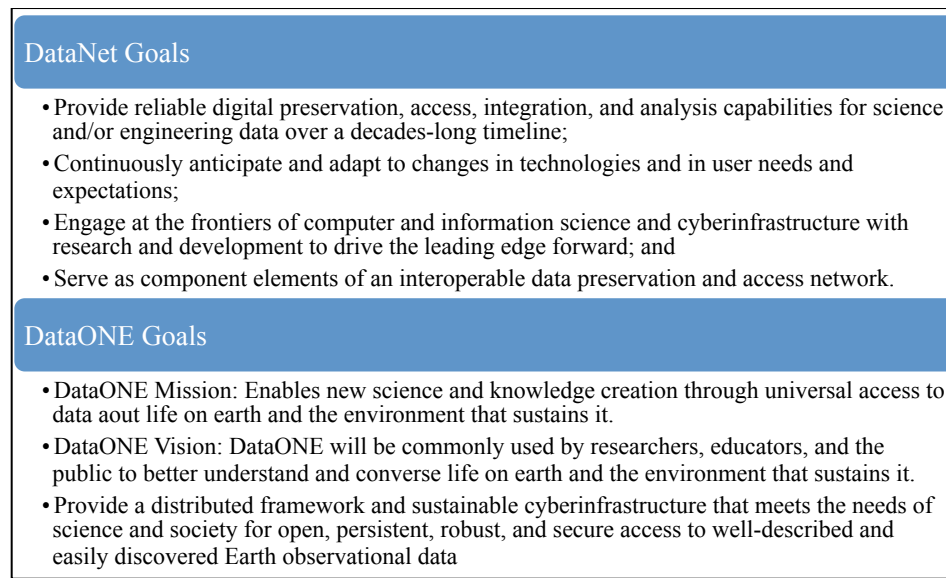 DataNet Goals
• Provide reliable digital preservation, access, integration, and analysis capabilities for science
and/or engineering data over a decades-long timeline;
• Continuously anticipate and adapt to changes in technologies and in user needs and
expectations;
• Engage at the frontiers of computer and information science and cyberinfrastructure with
research and development to drive the leading edge forward; and
• Serve as component elements of an interoperable data preservation and access network.
DataONE Goals
• DataONE Mission: Enables new science and knowledge creation through universal access to
data aout life on earth and the environment that sustains it.
• DataONE Vision: DataONE will be commonly used by researchers, educators, and the
public to better understand and converse life on earth and the environment that sustains it.
• Provide a distributed framework and sustainable cyberinfrastructure that meets the needs of
science and society for open, persistent, robust, and secure access to well-described and
easily discovered Earth observational data